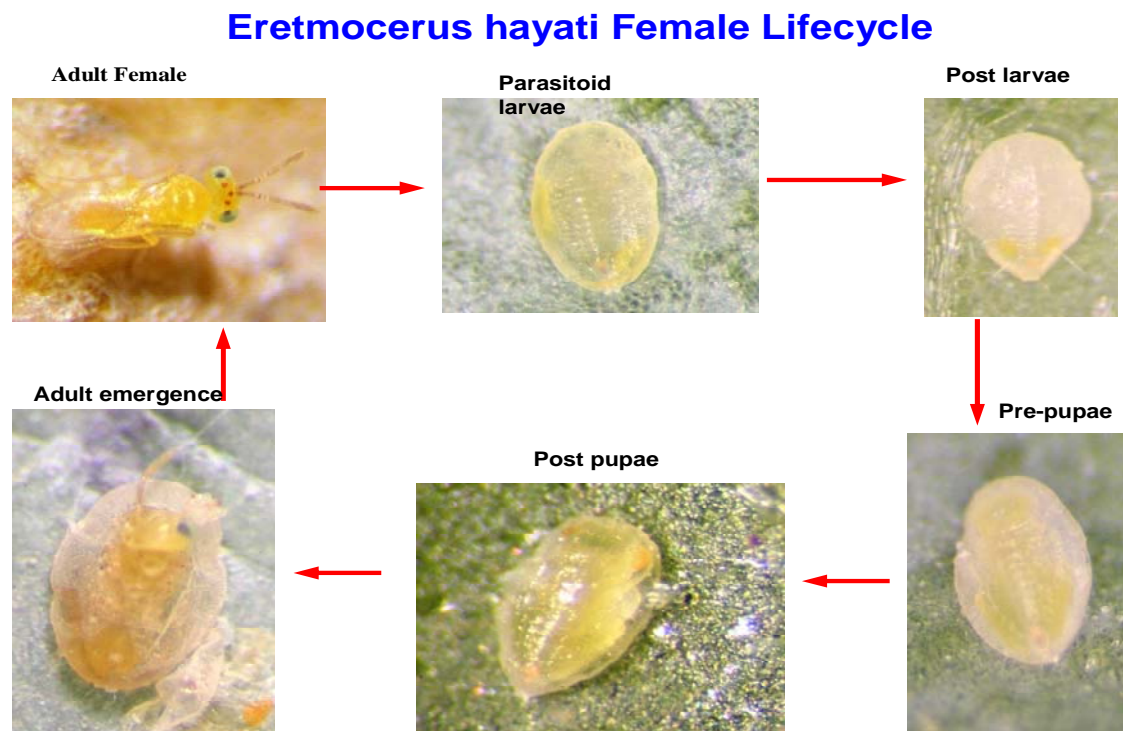 Eretmocerus hayati Female Lifecycle
Adult Female
Parasitoid
larvae
Post larvae
Adult emergence
Post pupae
Pre-pupae